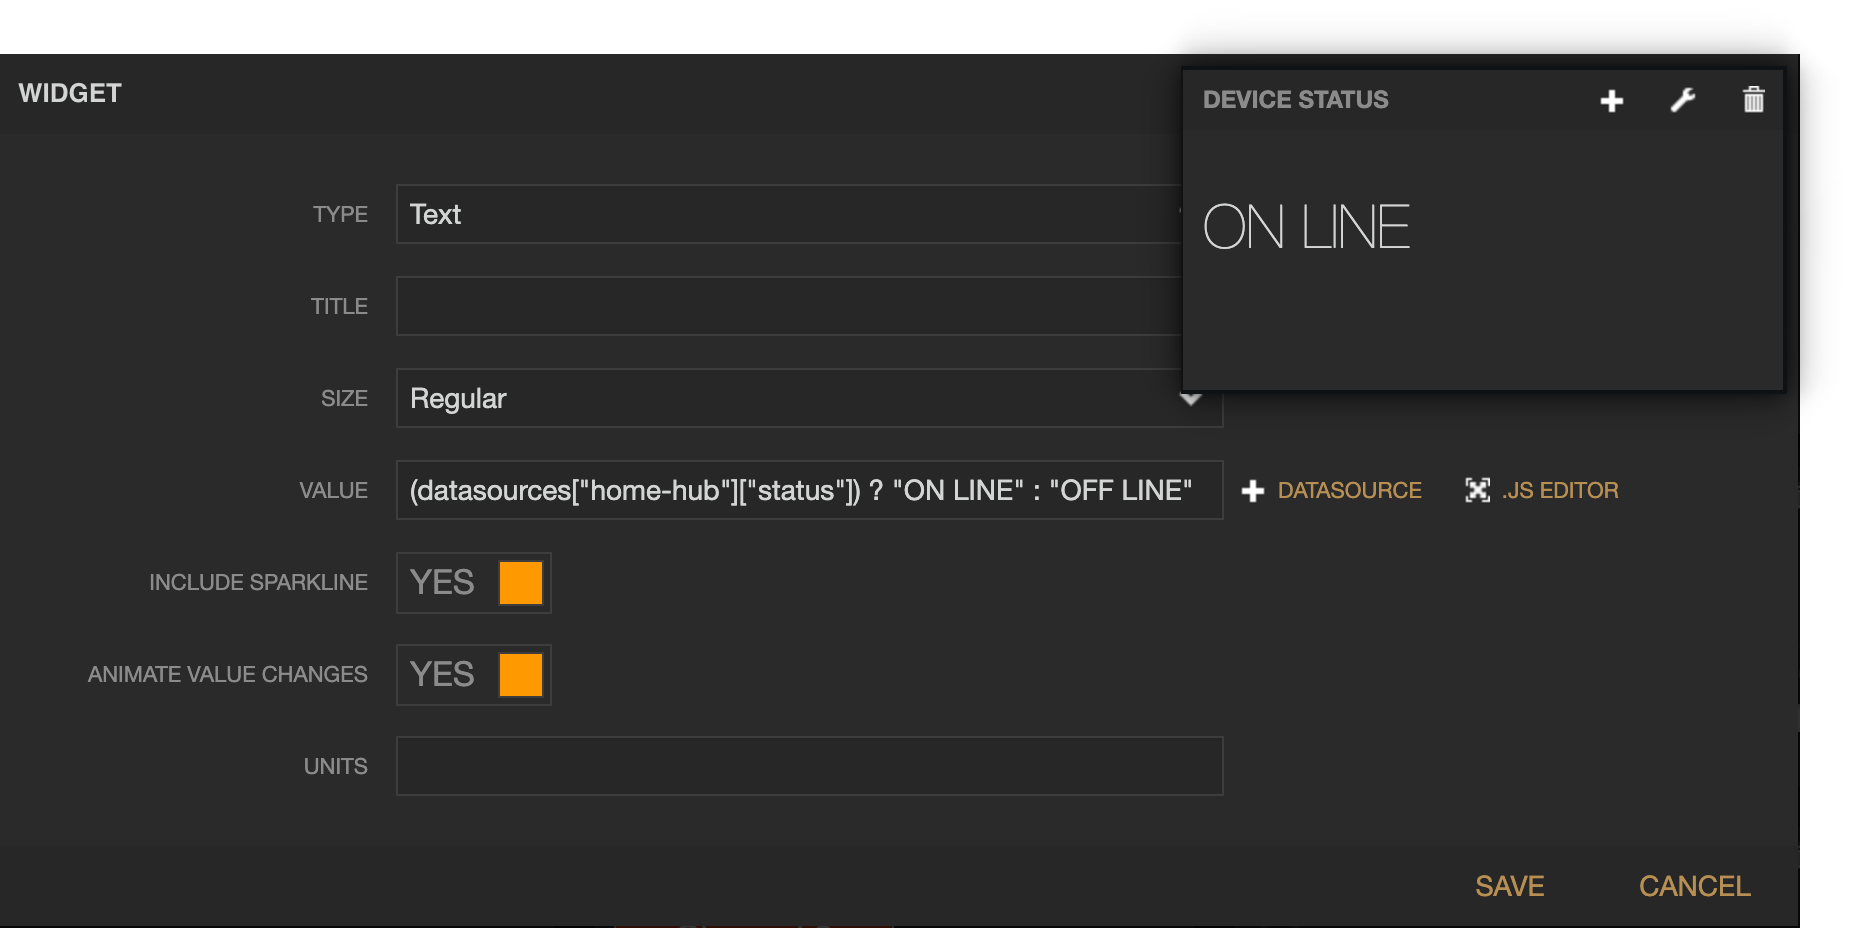 WIDGET
DEVICE STATUS
ON LINE
TYPE
Text
TITLE
SIZE
Regular
VALUE
(datasources["home-hub"]["status"]) ? "ON LINE" : "OFF LINE"
DATASOURCE
.JS EDITOR
INCLUDE SPARKLINE
YES
ANIMATE VALUE CHANGES
YES
UNITS
SAVE
CANCEL